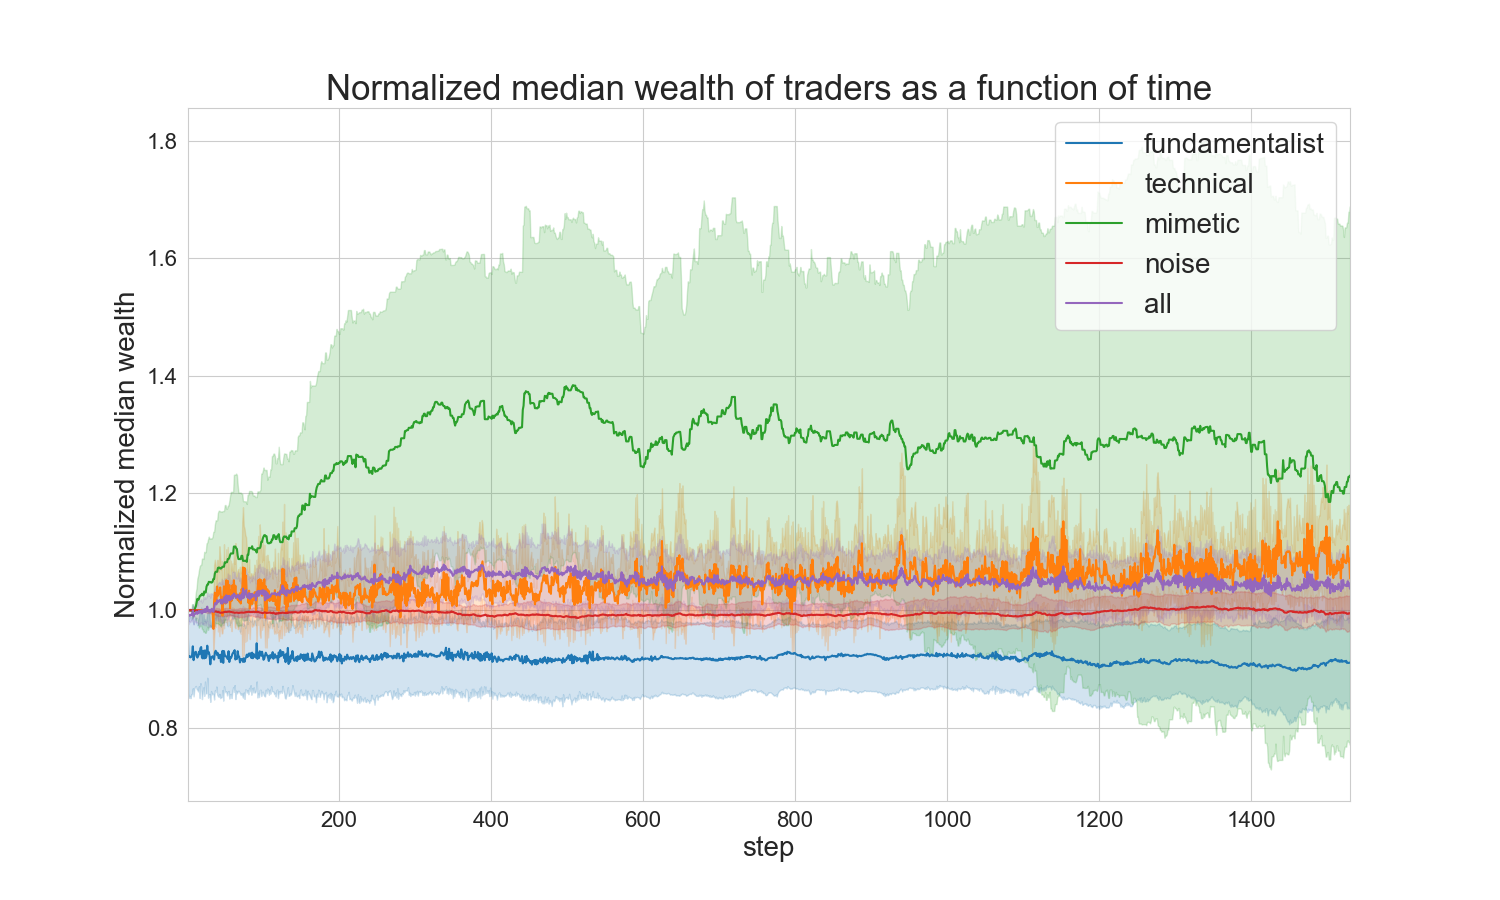 Normalized median wealth of traders as a function of time
Normalized median wealth
1.8
1.6
1.4
1.2
1.0
0.8
fundamentalist
technical
mimetic
noise
all
200
400
600
800
1000
1200
1400
step